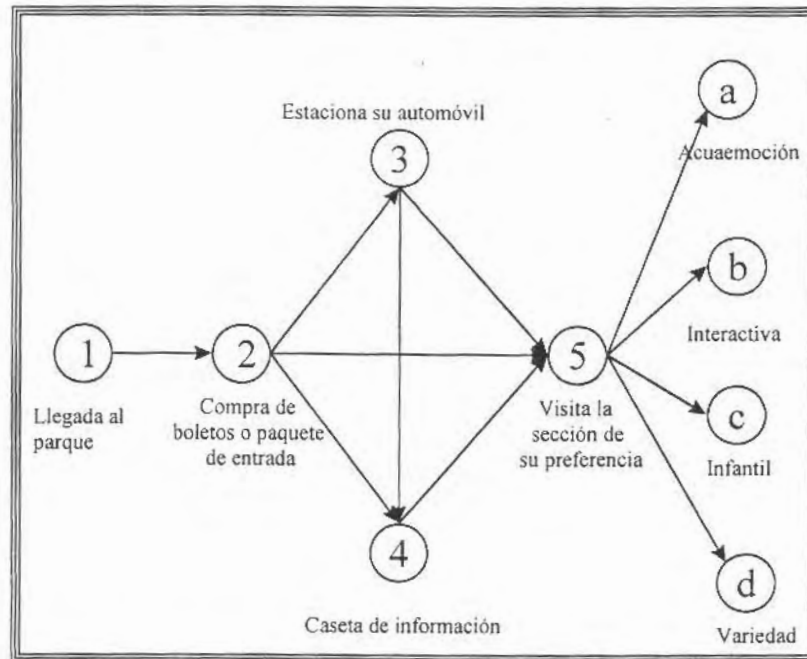 a
Acuaemoción
Estaciona su automóvil
3
b
Interactiva
1
2
5
Llegada al
parque
Compra de
boletos o paquete
de entrada
Visita la
sección de
su preferencia
c
Infantil
4
Caseta de información
d
Variedad